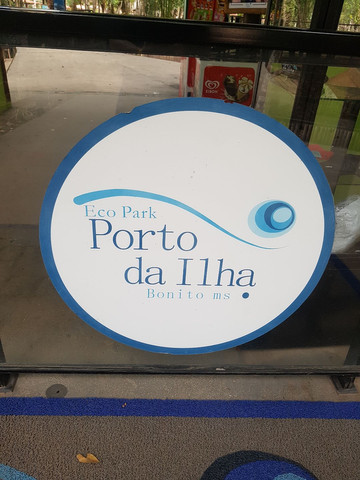 Eco Park
Porto
da Ilha
Bonito ms